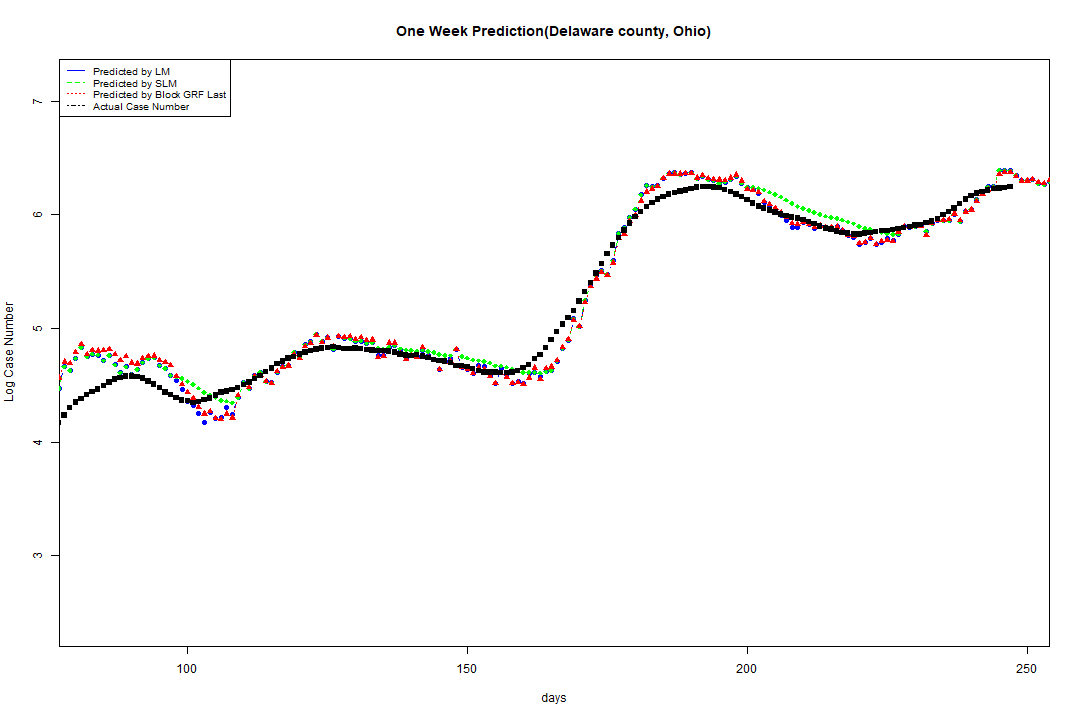 One Week Prediction(Delaware county, Ohio)
Predicted by LM
Predicted by SLM
Predicted by Block GRF Last
Actual Case Number
7
6
5
4
3
Log Case Number
100 150 200 250
days